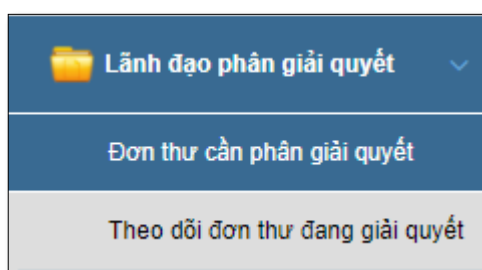 Lãnh đạo phân giải quyết
Đơn thư cần phân giải quyết
Theo dõi đơn thư đang giải quyết